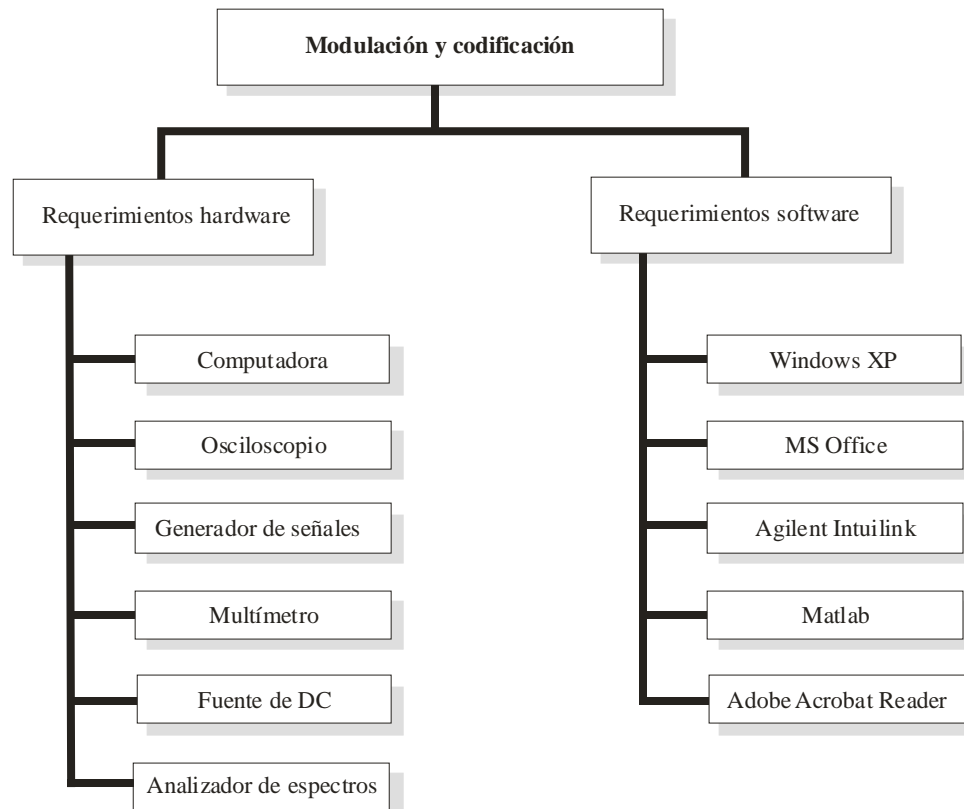 Modulación y codificación
Requerimientos hardware
Computadora
Osciloscopio
Generador de señales
Multímetro
Fuente de DC
Analizador de espectros
Requerimientos software
Windows XP
MS Office
Agilent Intuilink
Matlab
Adobe Acrobat Reader